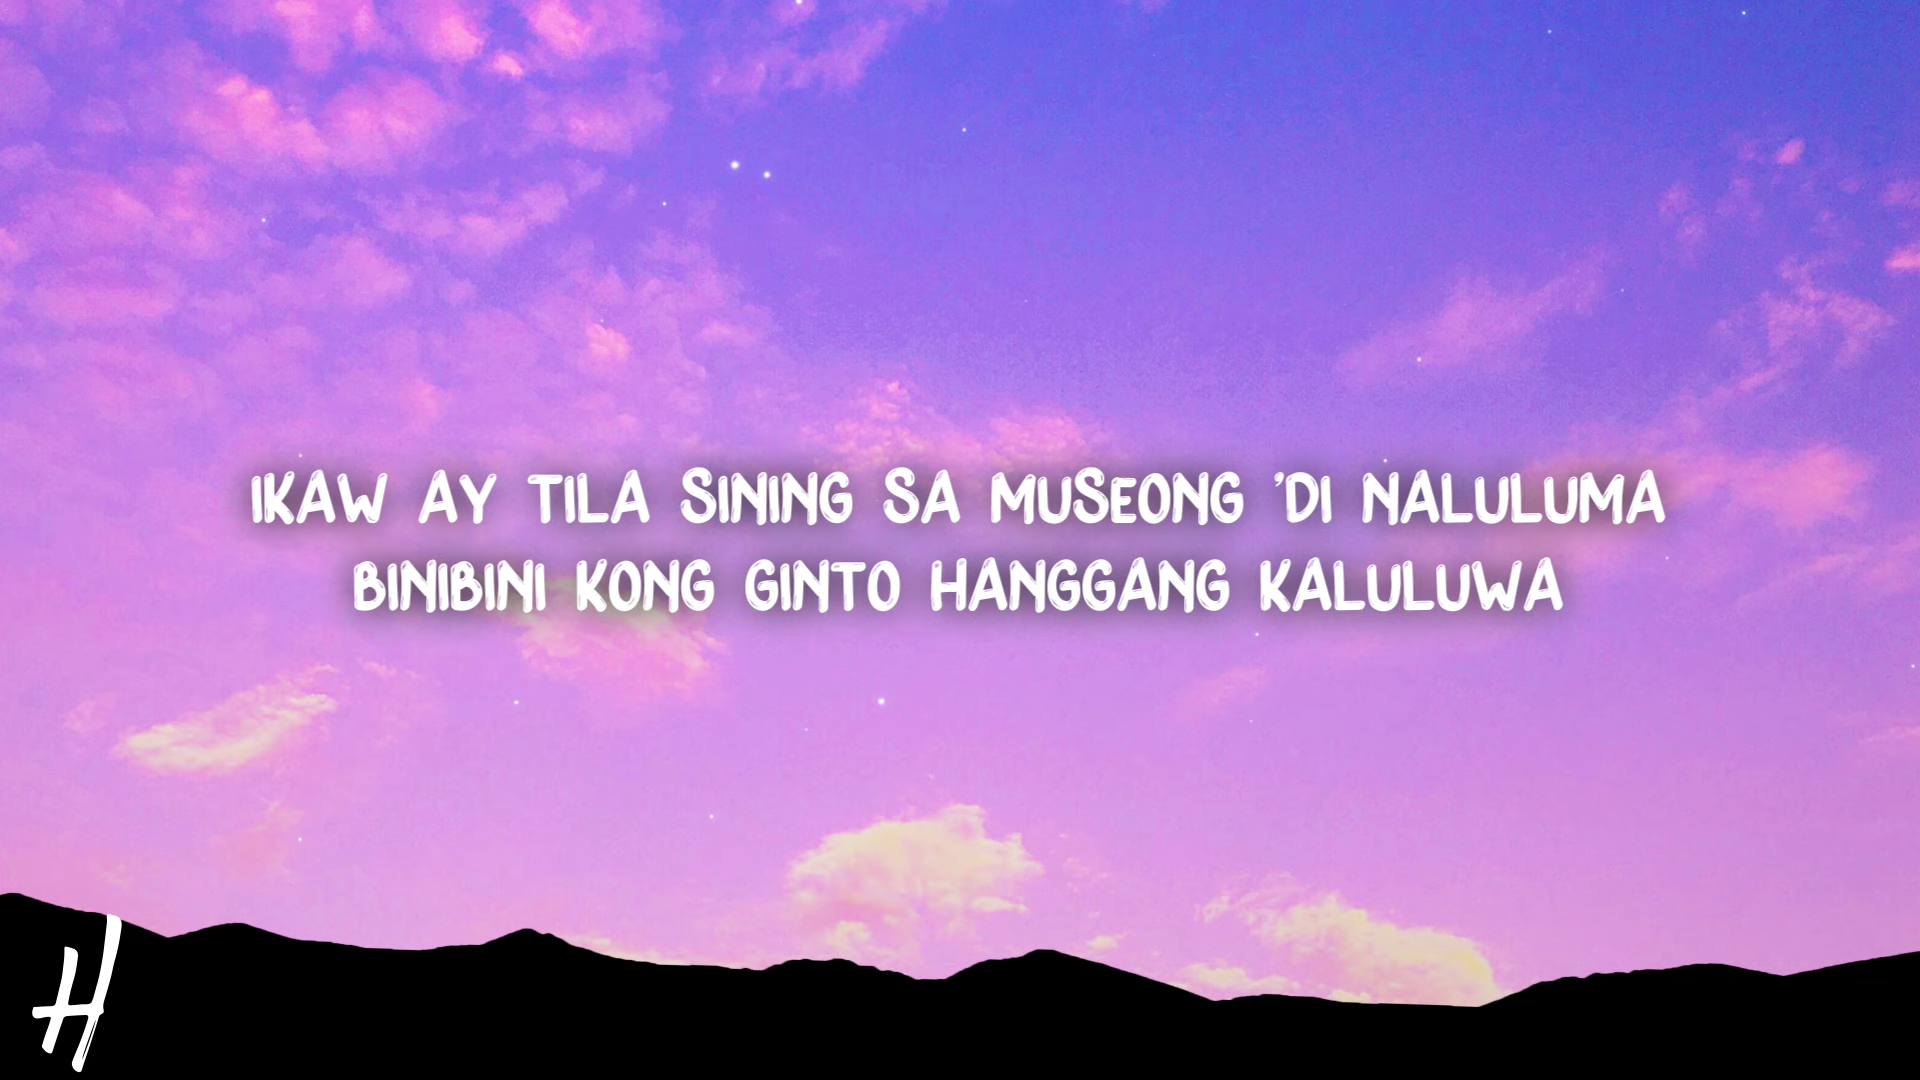 IKAW AY TILA SINING SA MUSEONG 'DI NALULUMA
BINIBINI KONG GINTO HANGGANG KALULUWA
H